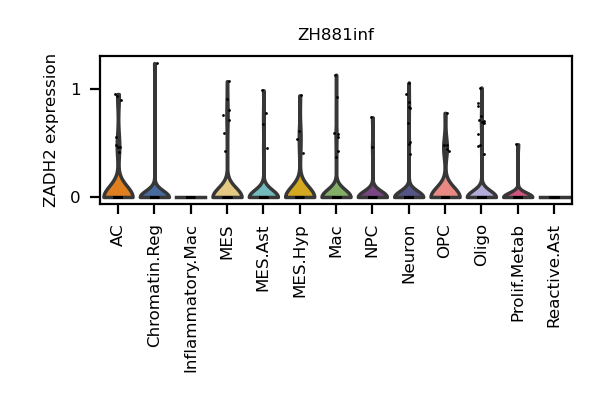 ZH881inf
ZADH2 expression
1
0
AC
Chromatin.Reg
Inflammatory.Mac
MES
MES.Ast
MES.Hyp
Mac
NPC
Neuron
OPC
Oligo
Prolif.Metab
Reactive.Ast